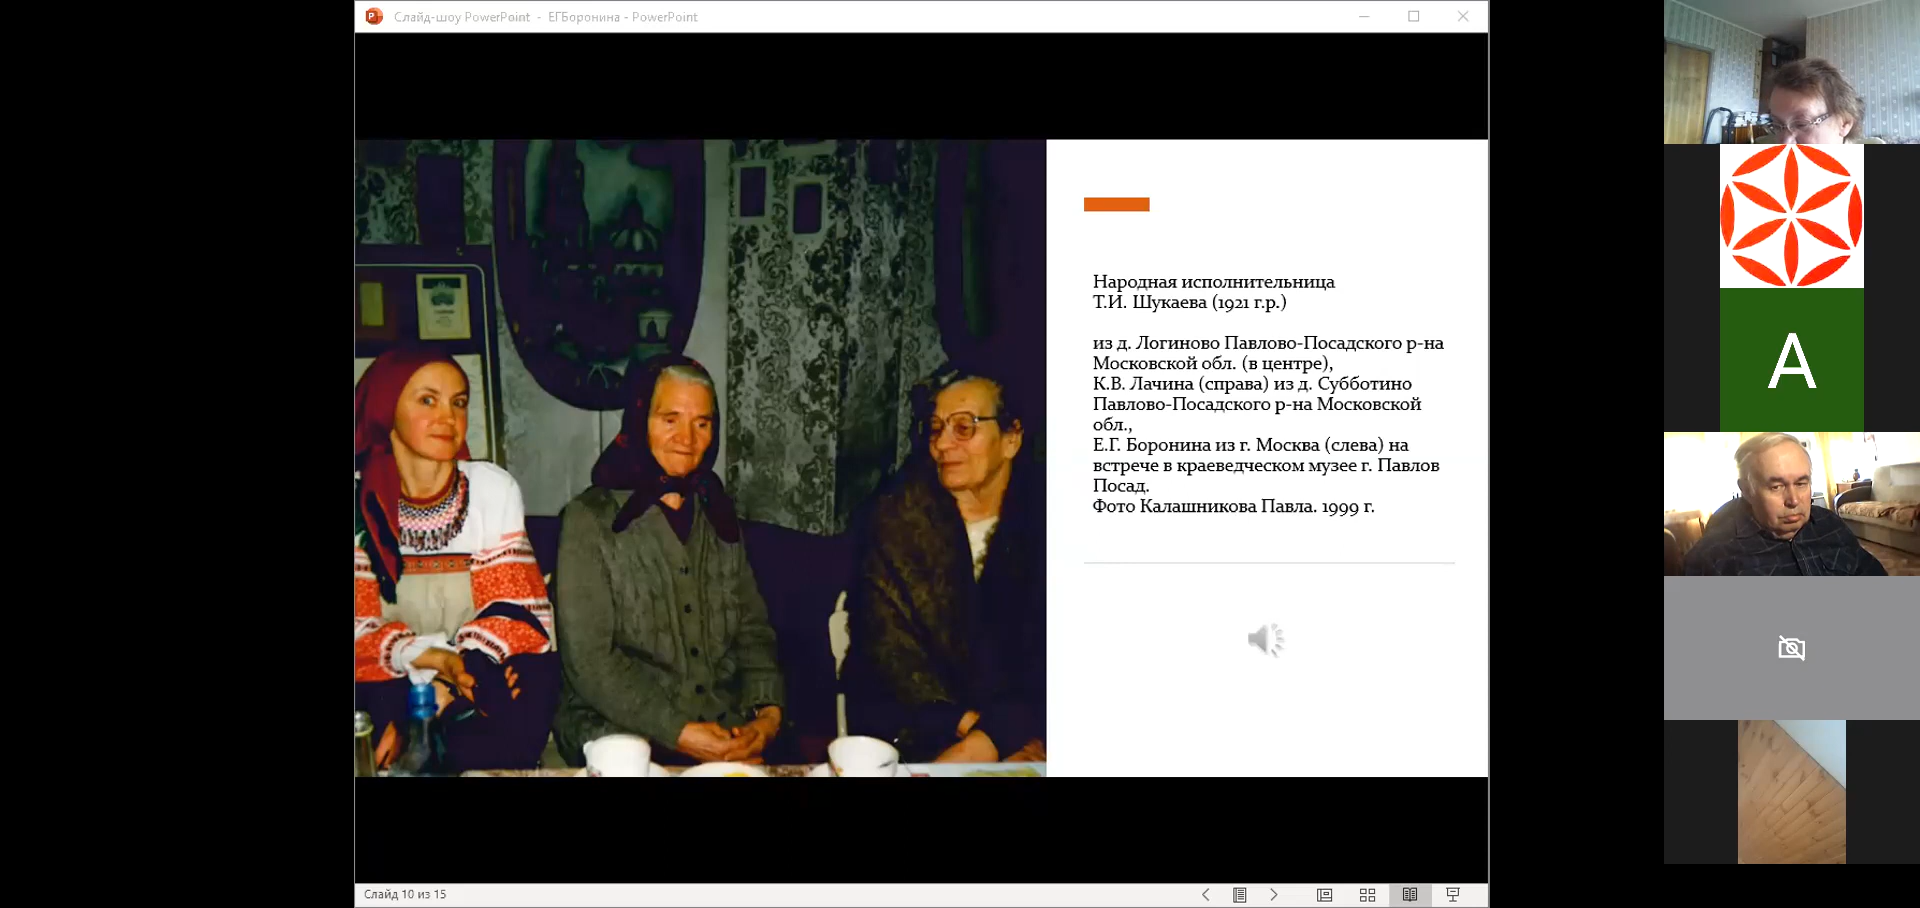 Слайд-шоу PowerPoint - ЕГБоронина - PowerPoint
Народная исполнительница
Т.И. Шукаева (1921 г.р.)
из д. Логиново Павлово-Посадского р-на
Московской обл. (в центре),
К.В. Лачина (справа) из д. Субботино
Павлово-Посадского р-на Московской
обл.,
Е.Г. Боронина из г. Москва (слева) на
встрече в краеведческом музее г. Павлов
Посад.
Фото Калашникова Павла. 1999 г.
А
Слайд 10 из 15